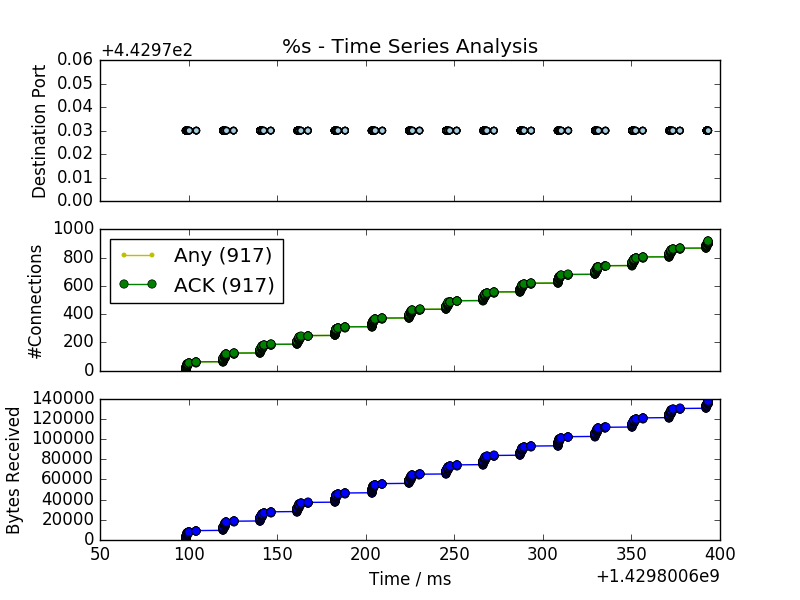 %s - Time Series Analysis
+4.4297e2
0.06
0.05
0.04
0.03
0.02
0.01
0.00
Destination Port
1000
800
600
400
200
0
#Connections
Any (917)
ACK (917)
140000
120000
100000
80000
60000
40000
20000
0
Bytes Received
50 100 150 200 250 300 350 400
Time / ms
+1.4298006e9